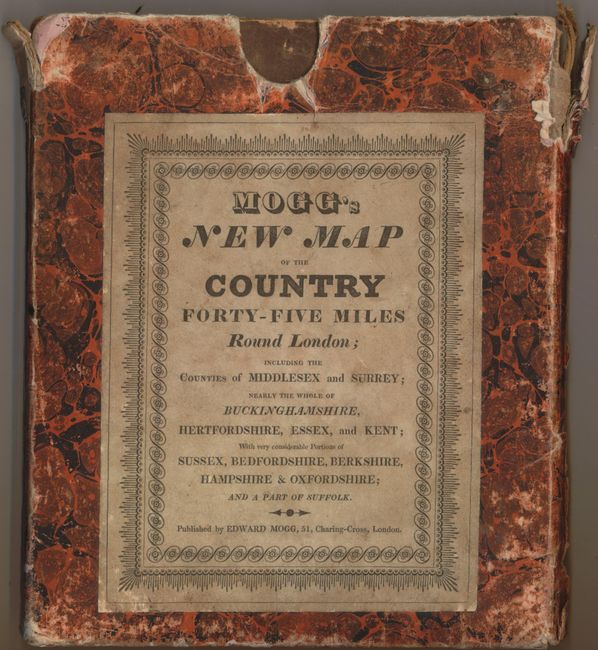 MOGG's
NEW MAP
OF THE
COUNTRY
FORTY-FIVE MILES
Round London;
INCLUDING THE
COUNTIES of MIDDLESEX and SURREY;
NEARLY THE WHOLE OF
BUCKINGHAMSHIRE,
HERTFORDSHIRE, ESSEX, and KENT;
With very considerable Portions of
SUSSEX, BEDFORDSHIRE, BERKSHIRE,
HAMPSHIRE & OXFORDSHIRE;
AND A PART OF SUFFOLK.
Published by EDWARD MOGG, 51, Charing-Cross, London.